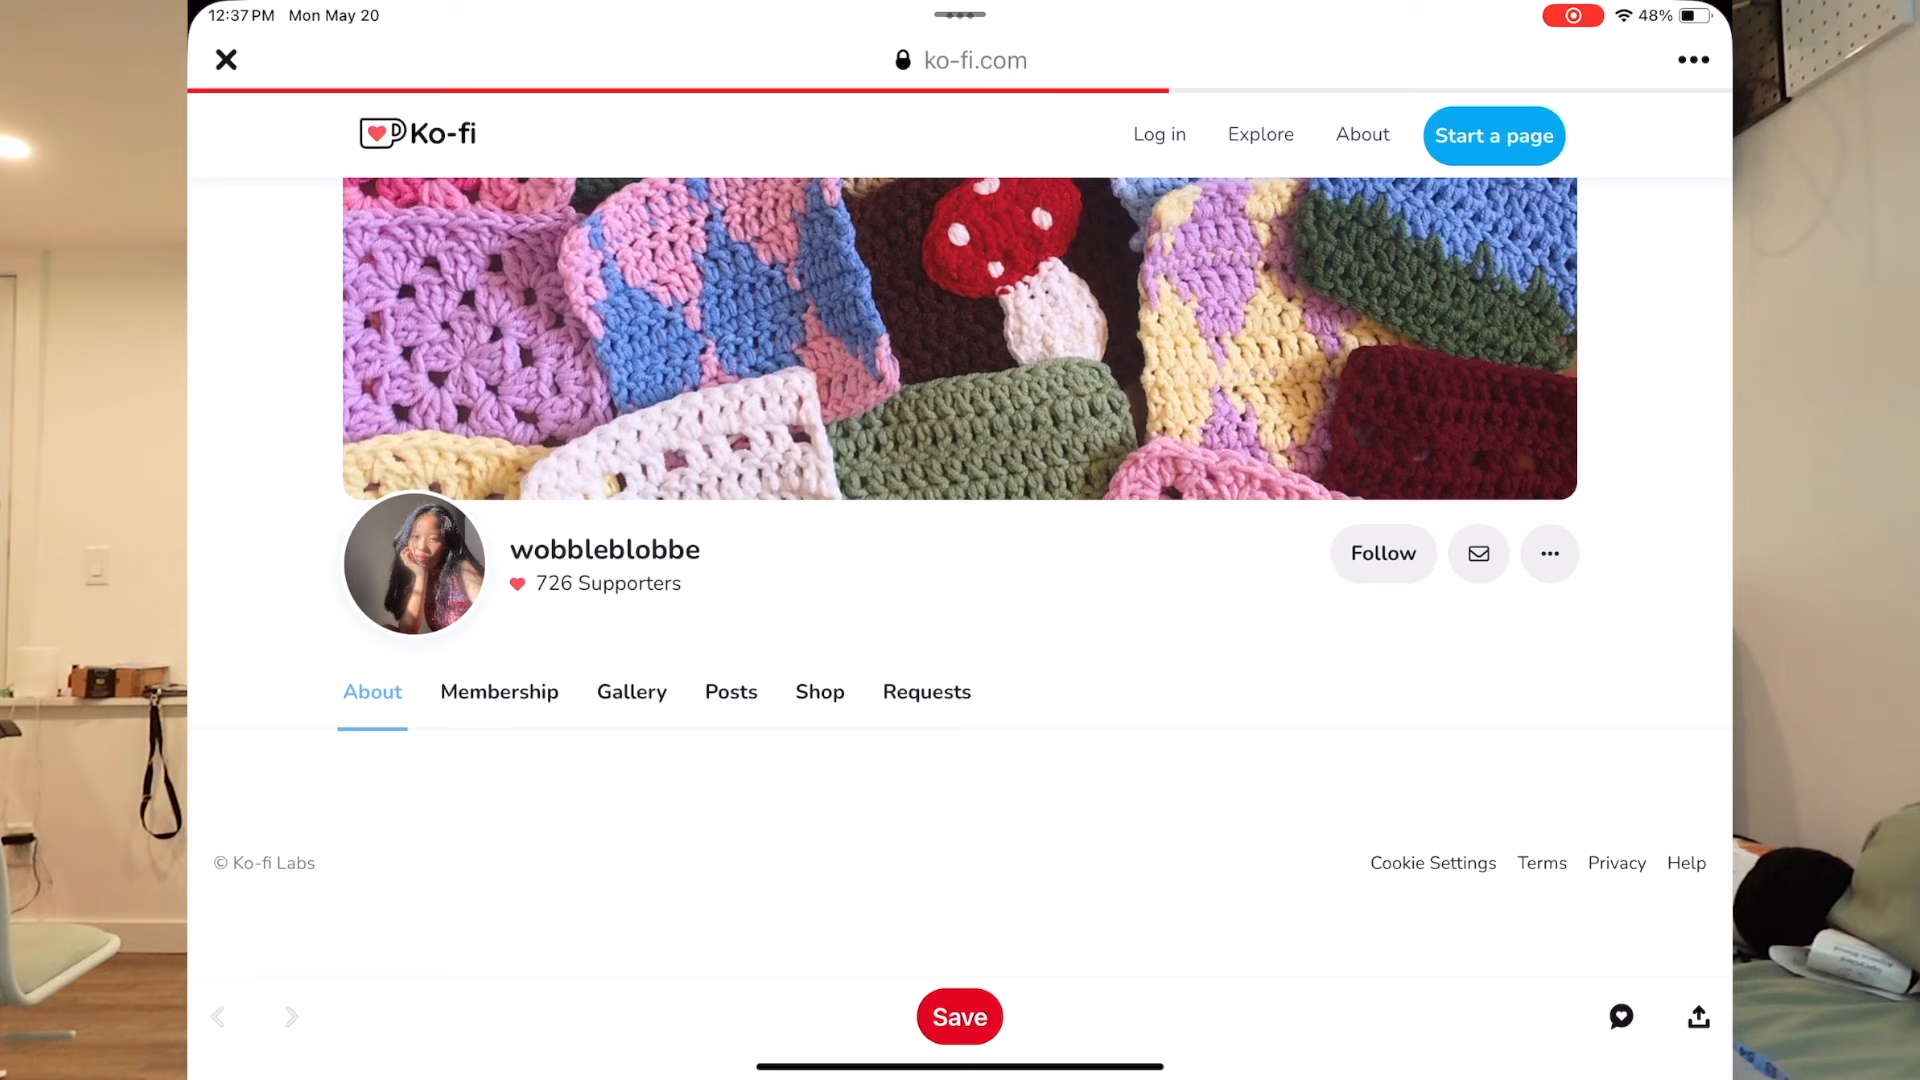 12:37 PM Mon May 20
48%
ko-fi.com
Ko-fi
Log in Explore About Start a page
wobbleblobbe
726 Supporters
Follow
About Membership Gallery Posts Shop Requests
© Ko-fi Labs
Cookie Settings Terms Privacy Help
Save